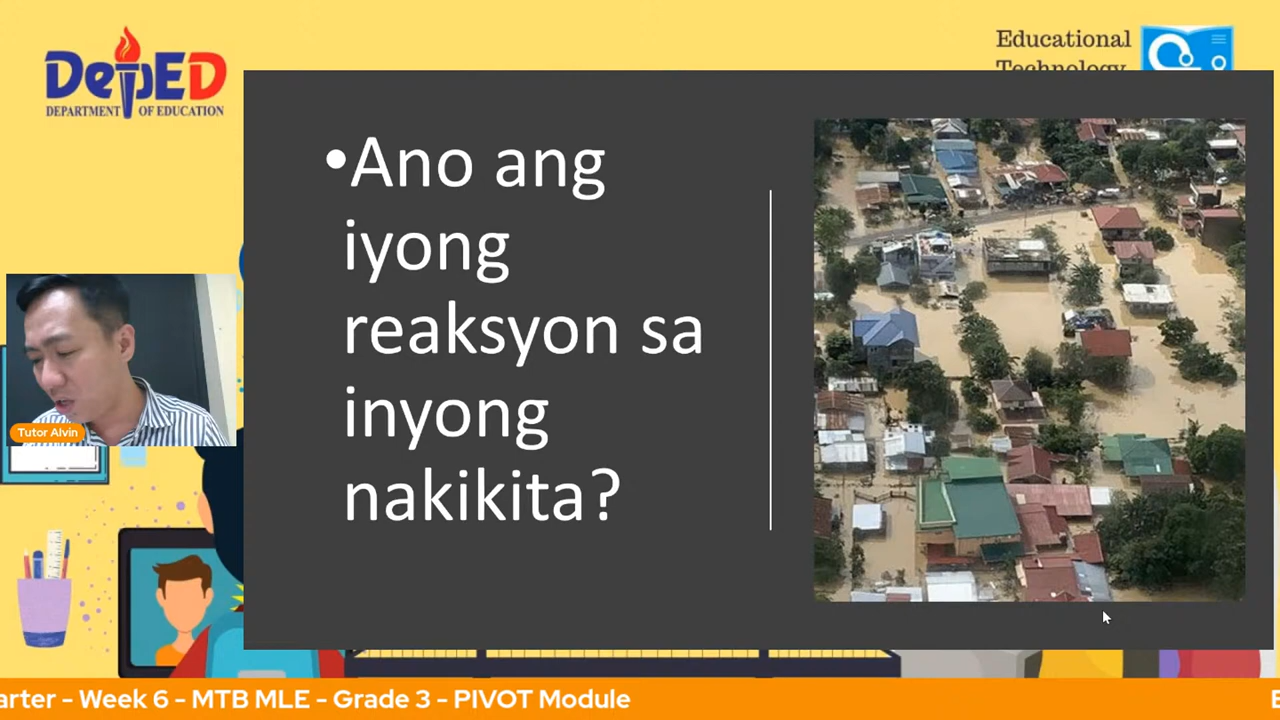 DepED
DEPARTMENT OF EDUCATION
Educational
Technology
•Ano ang
iyong
reaksyon sa
inyong
nakikita?
Tutor Alvin
arter - Week 6 - MTB MLE - Grade 3 - PIVOT Module